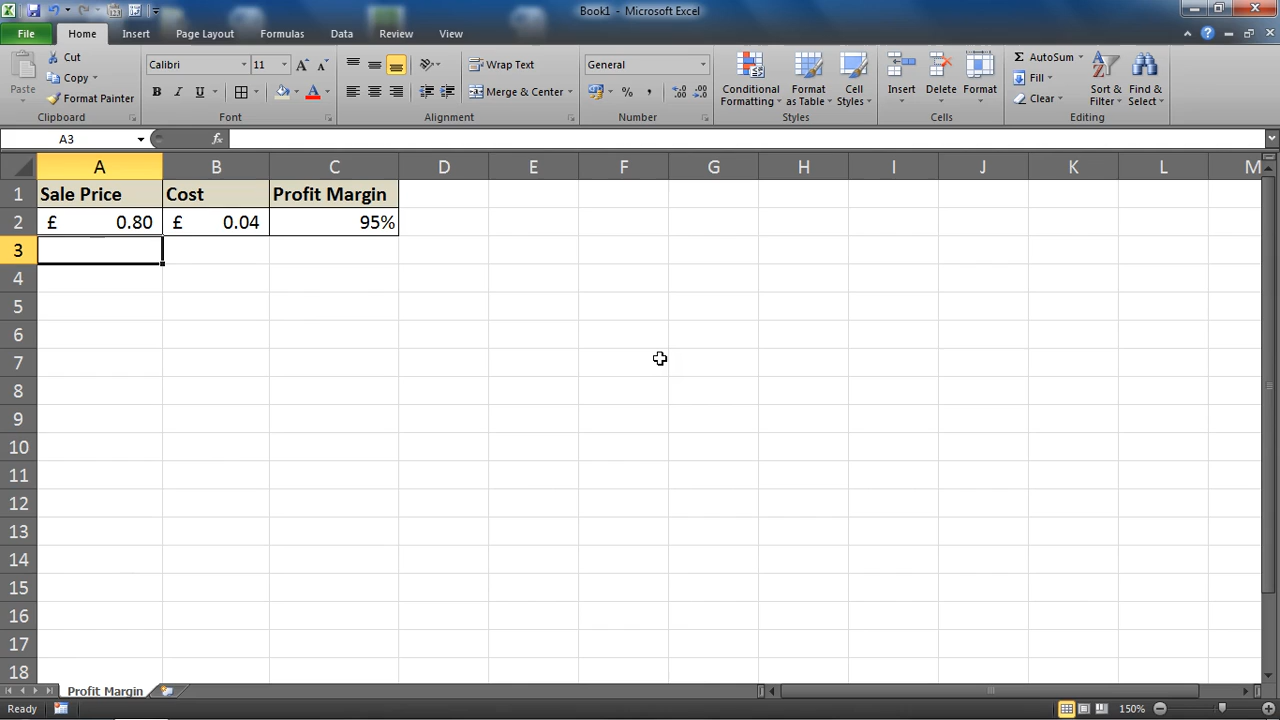 Book1 - Microsoft Excel
File Home Insert Page Layout Formulas Data Review View
Paste Cut Copy Format Painter
Calibri 11
B I U A
Wrap Text
Merge & Center
General
%
Conditional Formatting
Format as Table
Cell Styles
Insert Delete Format
Σ AutoSum
Fill
Clear
Sort & Filter
Find & Select
Clipboard Font Alignment Number Styles Cells Editing
A3 fx
A B C D E F G H I J K L M
1 Sale Price Cost Profit Margin
2 £ 0.80 £ 0.04 95%
3
4
5
6
7
8
9
10
11
12
13
14
15
16
17
18
Profit Margin
Ready 150%